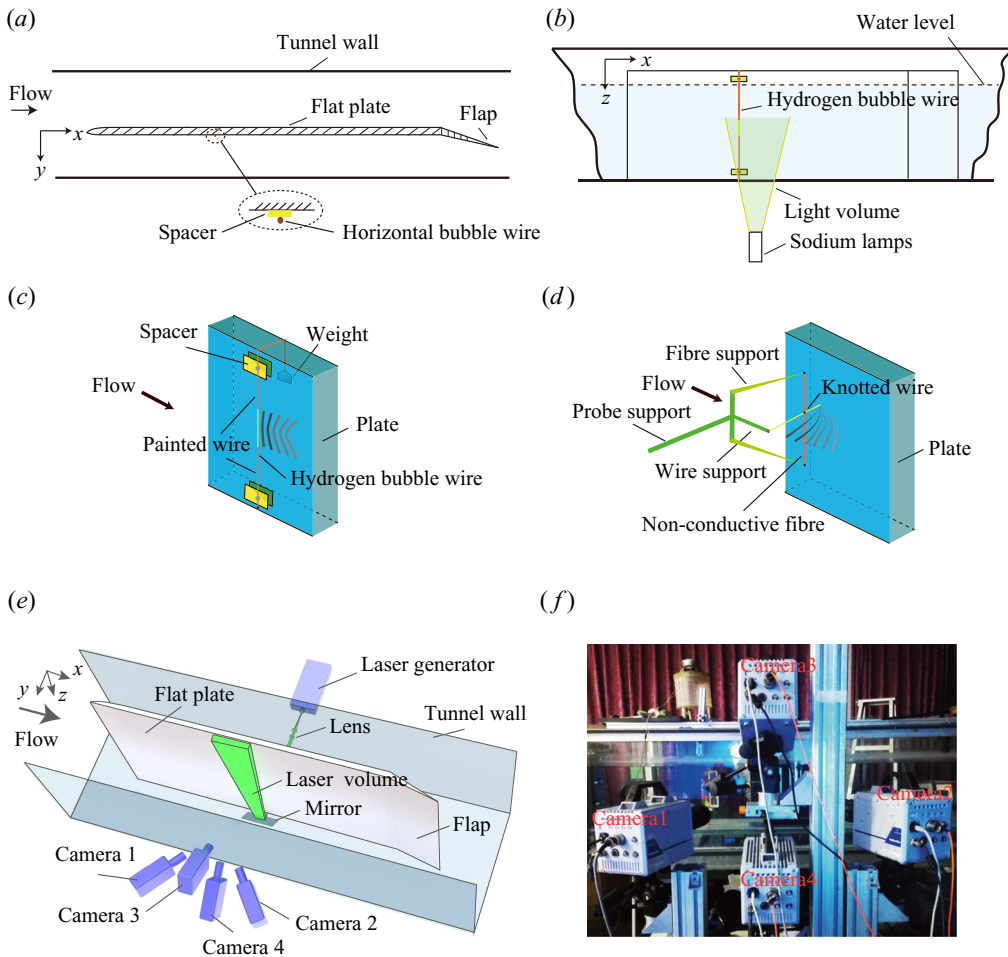 (a)
Tunnel wall
Flow
Flat plate
Flap
x
y
Spacer
Horizontal bubble wire
(b)
Water level
x
z
Hydrogen bubble wire
Light volume
Sodium lamps
(c)
Spacer
Weight
Flow
Painted wire
Plate
Hydrogen bubble wire
(d)
Fibre support
Flow
Knotted wire
Probe support
Plate
Wire support
Non-conductive fibre
(e)
x
y
z
Flow
Laser generator
Flat plate
Tunnel wall
Lens
Laser volume
Mirror
Flap
Camera 1
Camera 3
Camera 4
Camera 2
(f)
Camera3
Camera1
Camera2
Camera4